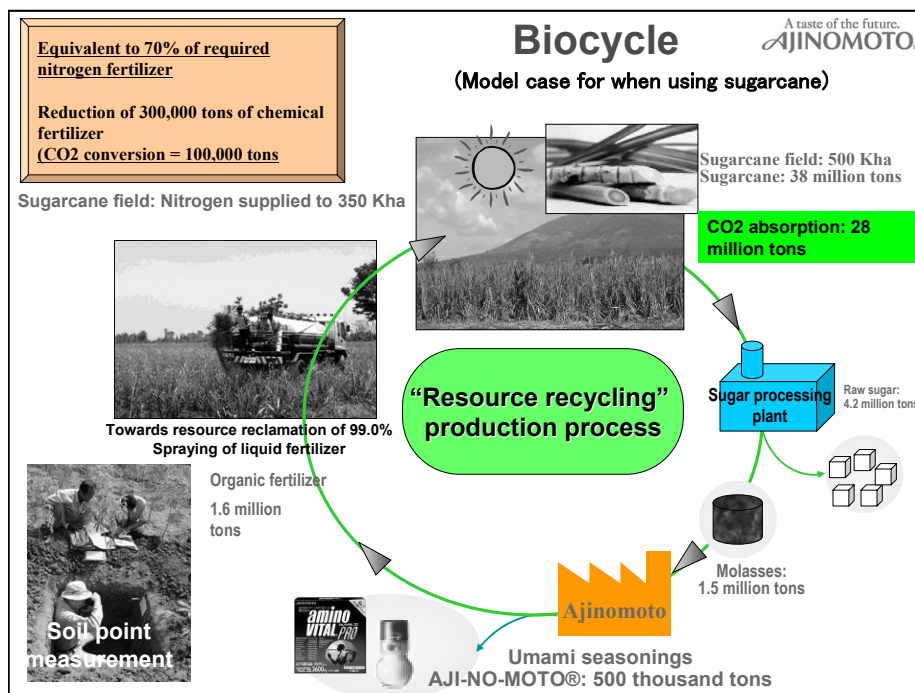 Equivalent to 70% of required
nitrogen fertilizer
Reduction of 300,000 tons of chemical
fertilizer
(CO2 conversion = 100,000 tons
Biocycle
(Model case for when using sugarcane)
A taste of the future.
AJINOMOTO®
Sugarcane field: 500 Kha
Sugarcane: 38 million tons
CO2 absorption: 28
million tons
Sugarcane field: Nitrogen supplied to 350 Kha
"Resource recycling"
production process
Sugar processing
plant
Raw sugar:
4.2 million tons
Towards resource reclamation of 99.0%
Spraying of liquid fertilizer
Organic fertilizer
1.6 million
tons
Molasses:
1.5 million tons
Ajinomoto
Soil point
measurement
AJINOMOTO
amino
VITAL
PRO
3600
Umami seasonings
AJI-NO-MOTO®: 500 thousand tons